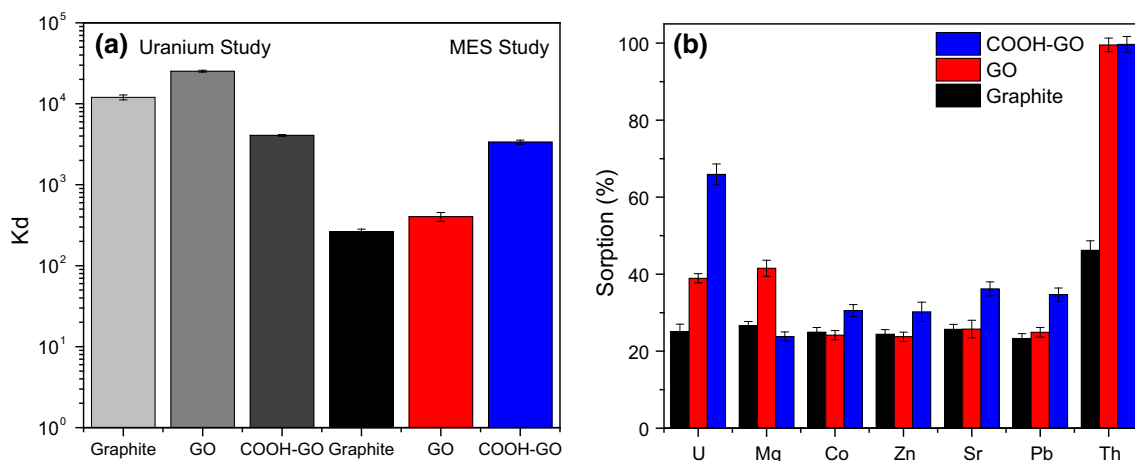 (a) Uranium Study MES Study
10^5
10^4
10^3
10^2
10^1
10^0
Kd
Graphite GO COOH-GO Graphite GO COOH-GO
(b)
COOH-GO
GO
Graphite
100
80
60
40
20
0
Sorption (%)
U Mg Co Zn Sr Pb Th